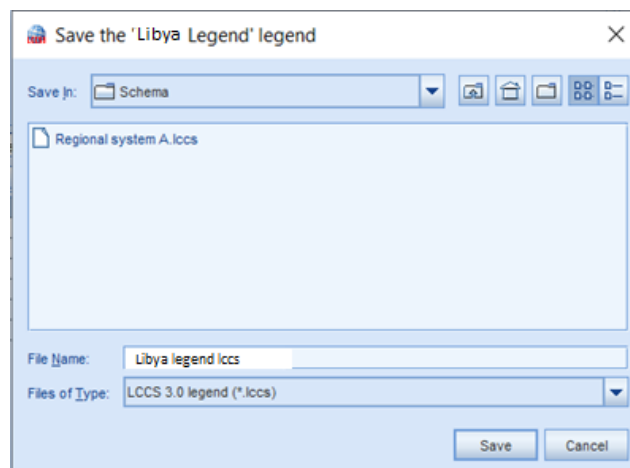 Save the 'Libya Legend' legend
Save In: Schema
Regional system A.lccs
File Name: Libya legend lccs
Files of Type: LCCS 3.0 legend (*.lccs)
Save Cancel